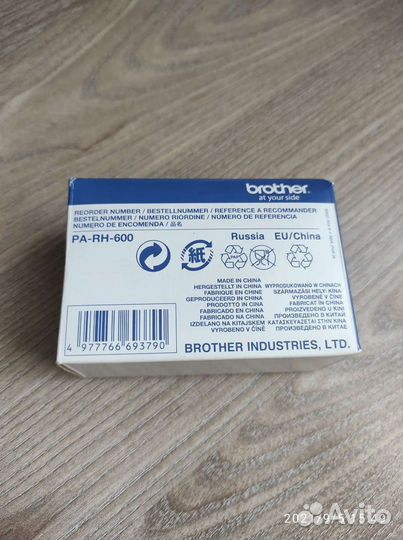 brother
at your side
REORDER NUMBER / BESTELLNUMMER / REFERENCE A RECOMMANDER
BESTELNUMMER / NUMERO RIORDINE / NÚMERO DE REFERENCIA
NÚMERO DE ENCOMENDA / 品名
PA-RH-600
Russia EU/China
紙
PAP
MADE IN CHINA
HERGESTELLT IN CHINA
FABRIQUE EN CHINE
GEPRODUCEERD IN CHINA
PRODOTTO IN CINA
FABRICADO EN CHINA
FABRICADO NA CHINA
IZDELANO NA KITAJSKEM
VYROBENO V ČÍNĚ
WYPRODUKOWANO W CHINACH
SZÁRMAZÁSI HELY: KÍNA
VYROBENÉ V ČÍNE
FABRICAT ÎN CHINA
PROIZVEDENO U KINI
ПРОИЗВЕДЕНО В КИТАЙ
KATAΣKEYAZETAI ΣΤΗΝ ΚΙΝΑ
ПРОИЗВЕДЕНО В КИТАЕ
4 977766 693790
BROTHER INDUSTRIES, LTD.
Avito